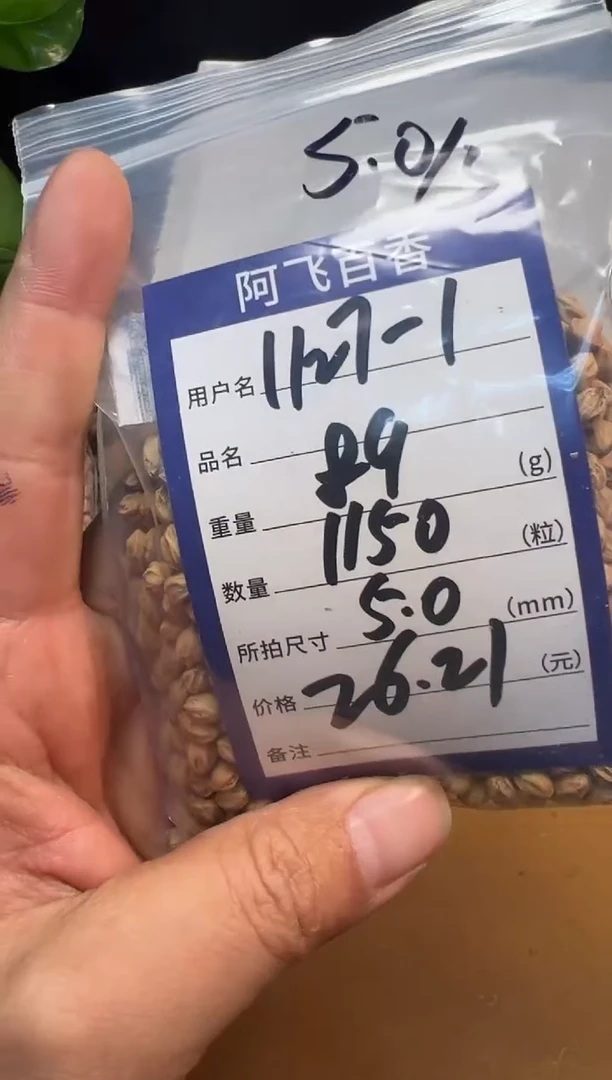 5.0/5
阿飞百香
用户名 1127-1
品名
重量 89 (g)
数量 1150 (粒)
所拍尺寸 5.0 (mm)
价格 26.21 (元)
备注